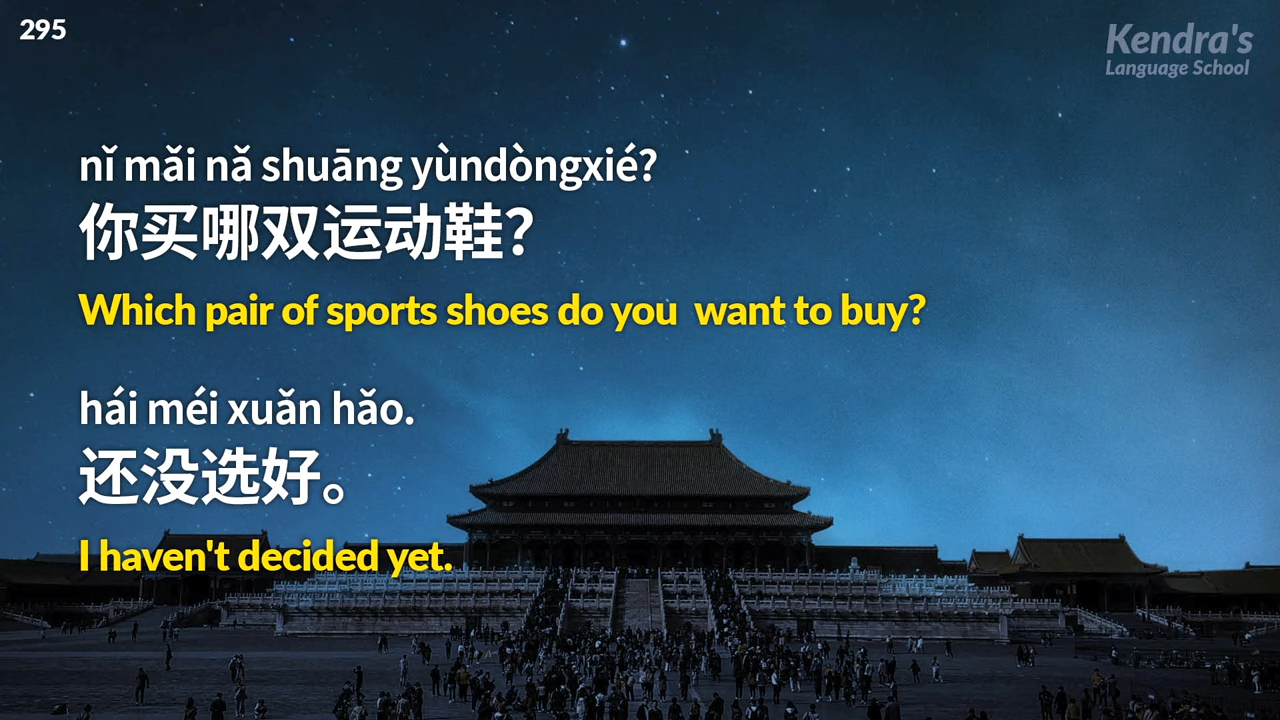 295
Kendra's
Language School
nǐ mǎi nǎ shuāng yùndòngxié?
你买哪双运动鞋?
Which pair of sports shoes do you  want to buy?
hái méi xuǎn hǎo.
还没选好。
I haven't decided yet.